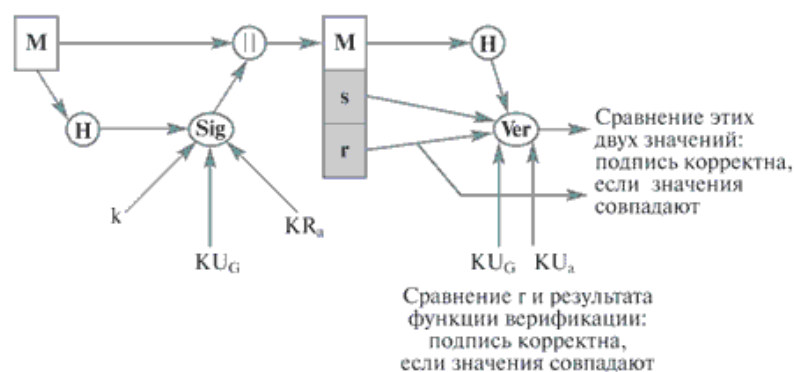 M
||
M
H
s
H
Sig
r
Ver
Сравнение этих
двух значений:
подпись корректна,
если значения
совпадают
k
KRa
KUG
KUG
KUa
Сравнение r и результата
функции верификации:
подпись корректна,
если значения совпадают